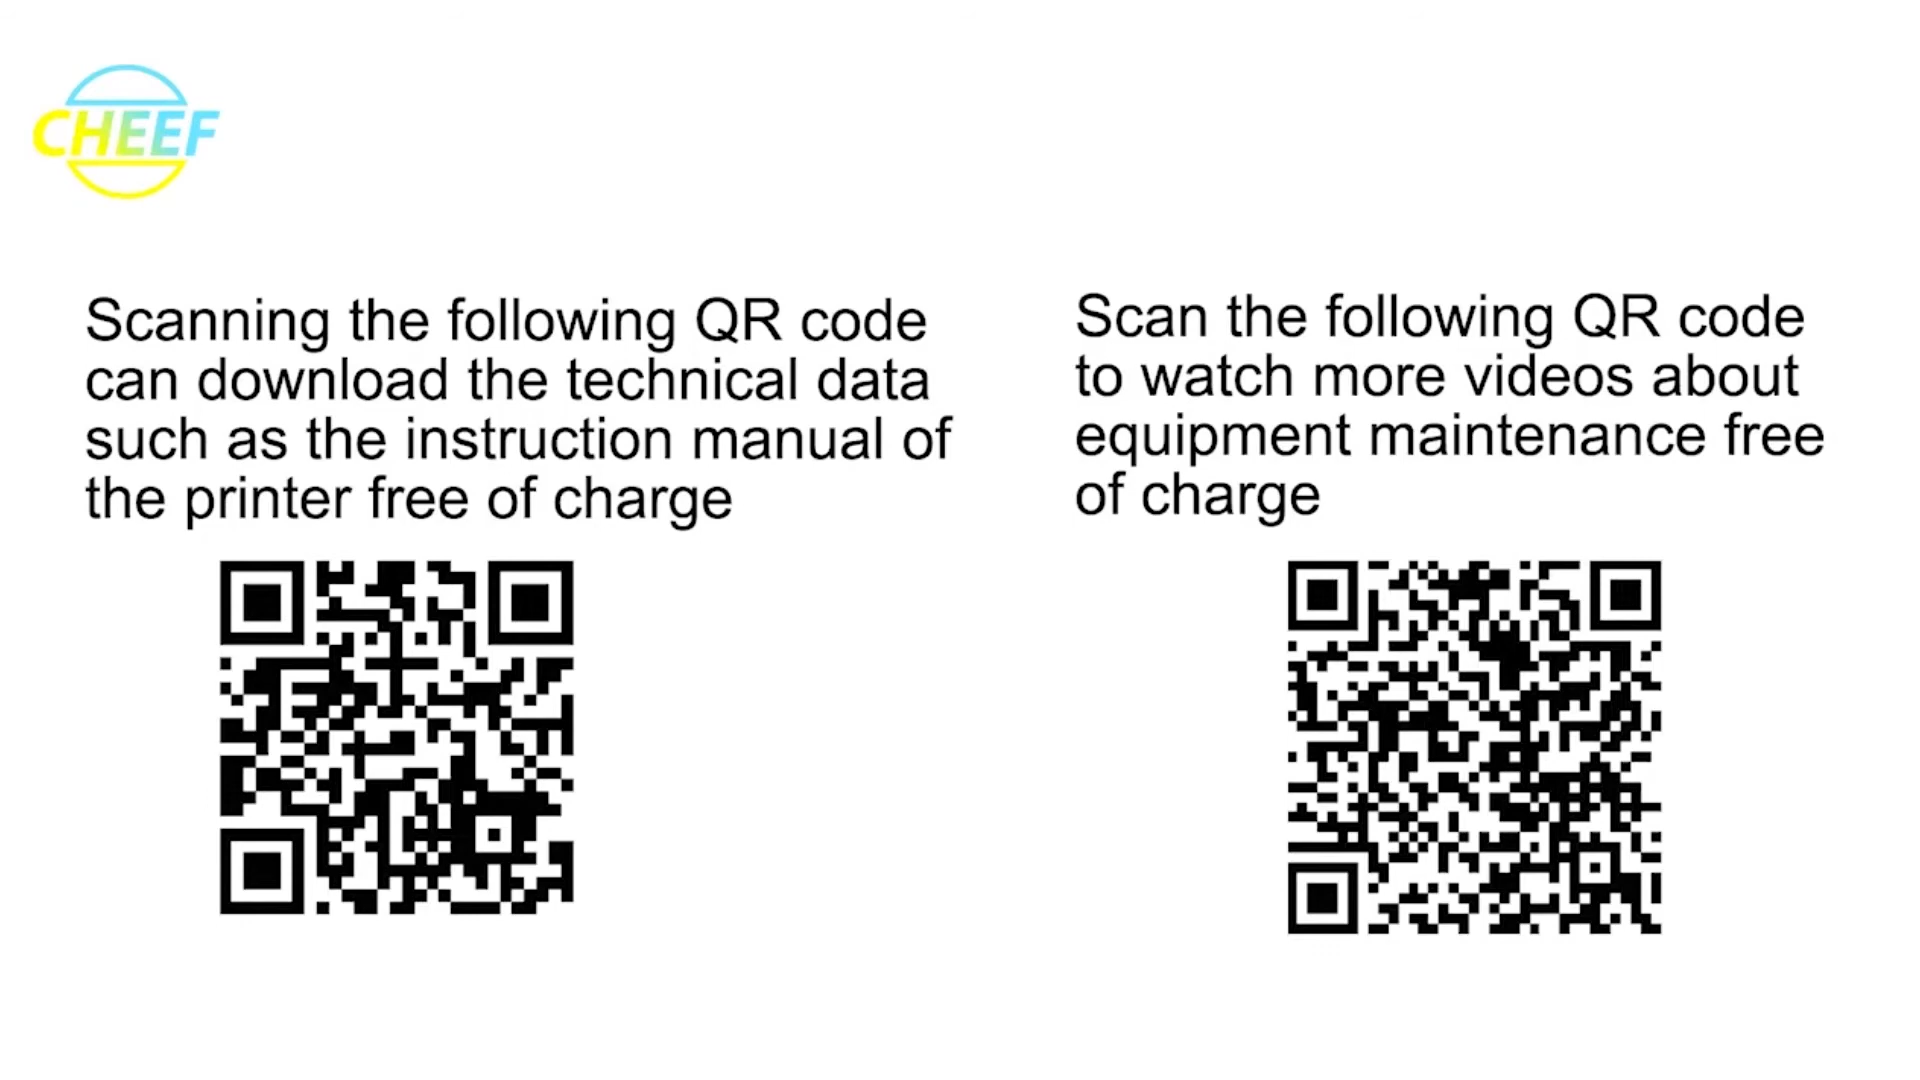 CHEEF
Scanning the following QR code
can download the technical data
such as the instruction manual of
the printer free of charge
Scan the following QR code
to watch more videos about
equipment maintenance free
of charge